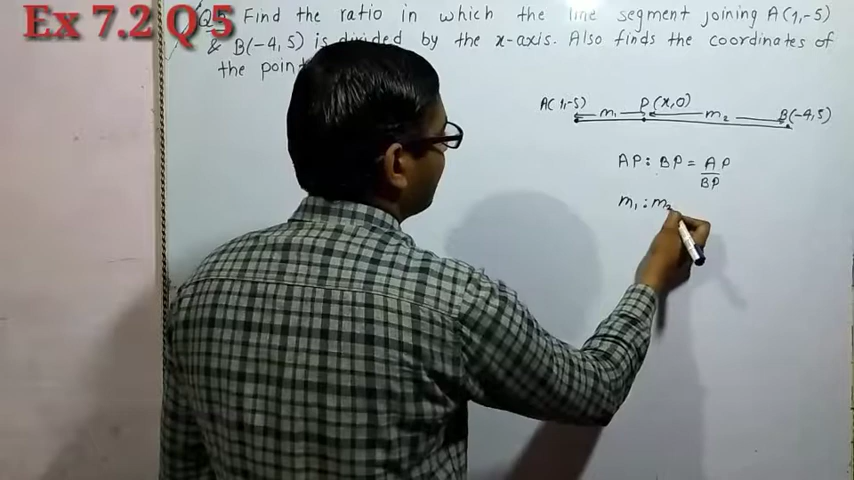 Ex 7.2 Q 5
Q5 Find the ratio in which the line segment joining A(1,-5)
& B(-4, 5) is divided by the x-axis. Also finds the coordinates of
the point
A(1,-5) m₁ P(x,0) m₂ B(-4,5)
AP : BP = AP
BP
m₁ : m₂